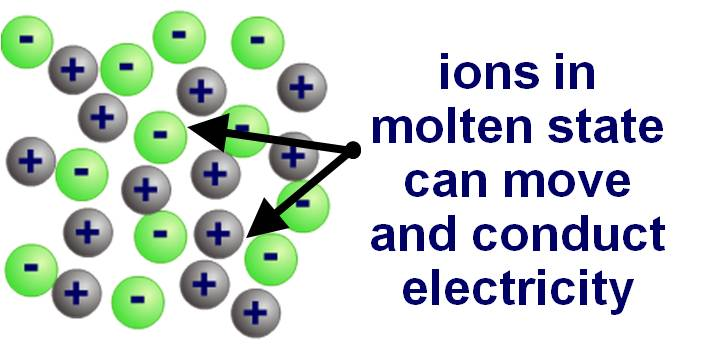 ions in
molten state
can move
and conduct
electricity